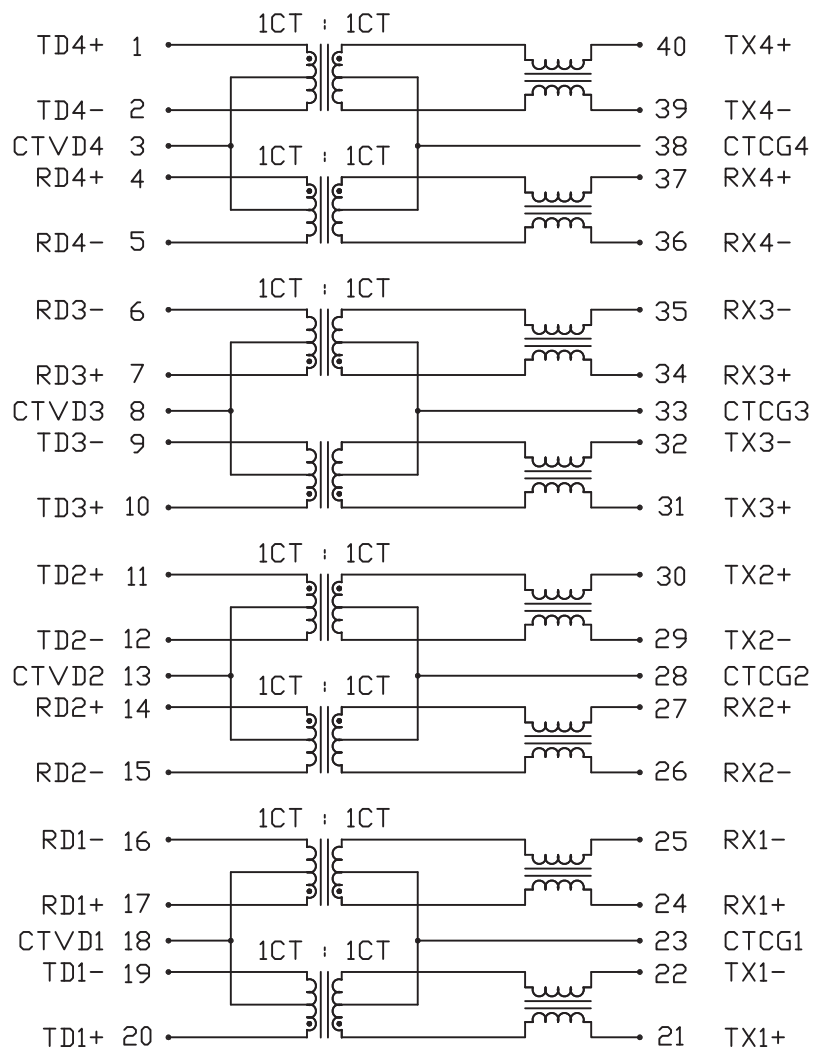 1CT : 1CT
TD4+ 1 40 TX4+
TD4- 2 39 TX4-
CTVD4 3 38 CTCG4
1CT : 1CT
RD4+ 4 37 RX4+
RD4- 5 36 RX4-
1CT : 1CT
RD3- 6 35 RX3-
RD3+ 7 34 RX3+
CTVD3 8 33 CTCG3
TD3- 9 32 TX3-
TD3+ 10 31 TX3+
1CT : 1CT
TD2+ 11 30 TX2+
TD2- 12 29 TX2-
CTVD2 13 28 CTCG2
1CT : 1CT
RD2+ 14 27 RX2+
RD2- 15 26 RX2-
1CT : 1CT
RD1- 16 25 RX1-
RD1+ 17 24 RX1+
CTVD1 18 23 CTCG1
1CT : 1CT
TD1- 19 22 TX1-
TD1+ 20 21 TX1+